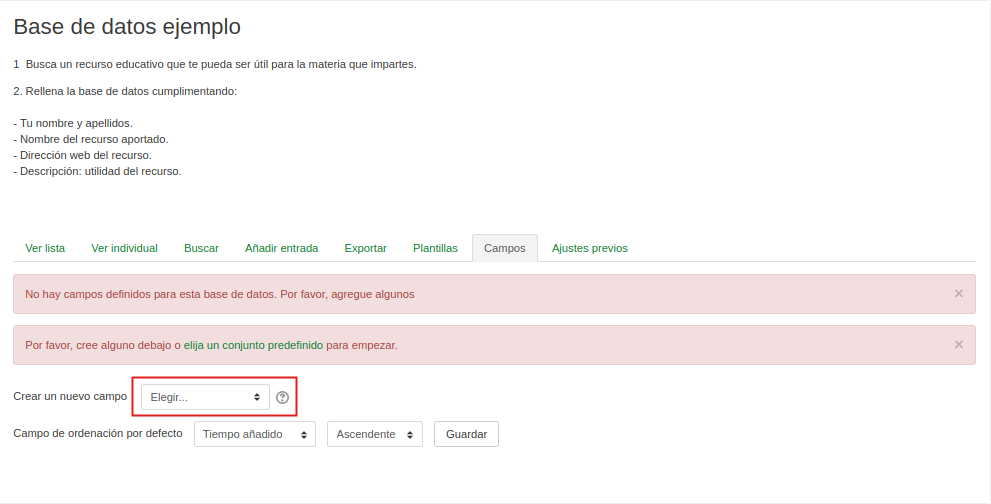 Base de datos ejemplo
1  Busca un recurso educativo que te pueda ser útil para la materia que impartes.
2. Rellena la base de datos cumplimentando:
- Tu nombre y apellidos.
- Nombre del recurso aportado.
- Dirección web del recurso.
- Descripción: utilidad del recurso.
Ver lista Ver individual Buscar Añadir entrada Exportar Plantillas Campos Ajustes previos
No hay campos definidos para esta base de datos. Por favor, agregue algunos ×
Por favor, cree alguno debajo o elija un conjunto predefinido para empezar. ×
Crear un nuevo campo Elegir... ?
Campo de ordenación por defecto Tiempo añadido Ascendente Guardar